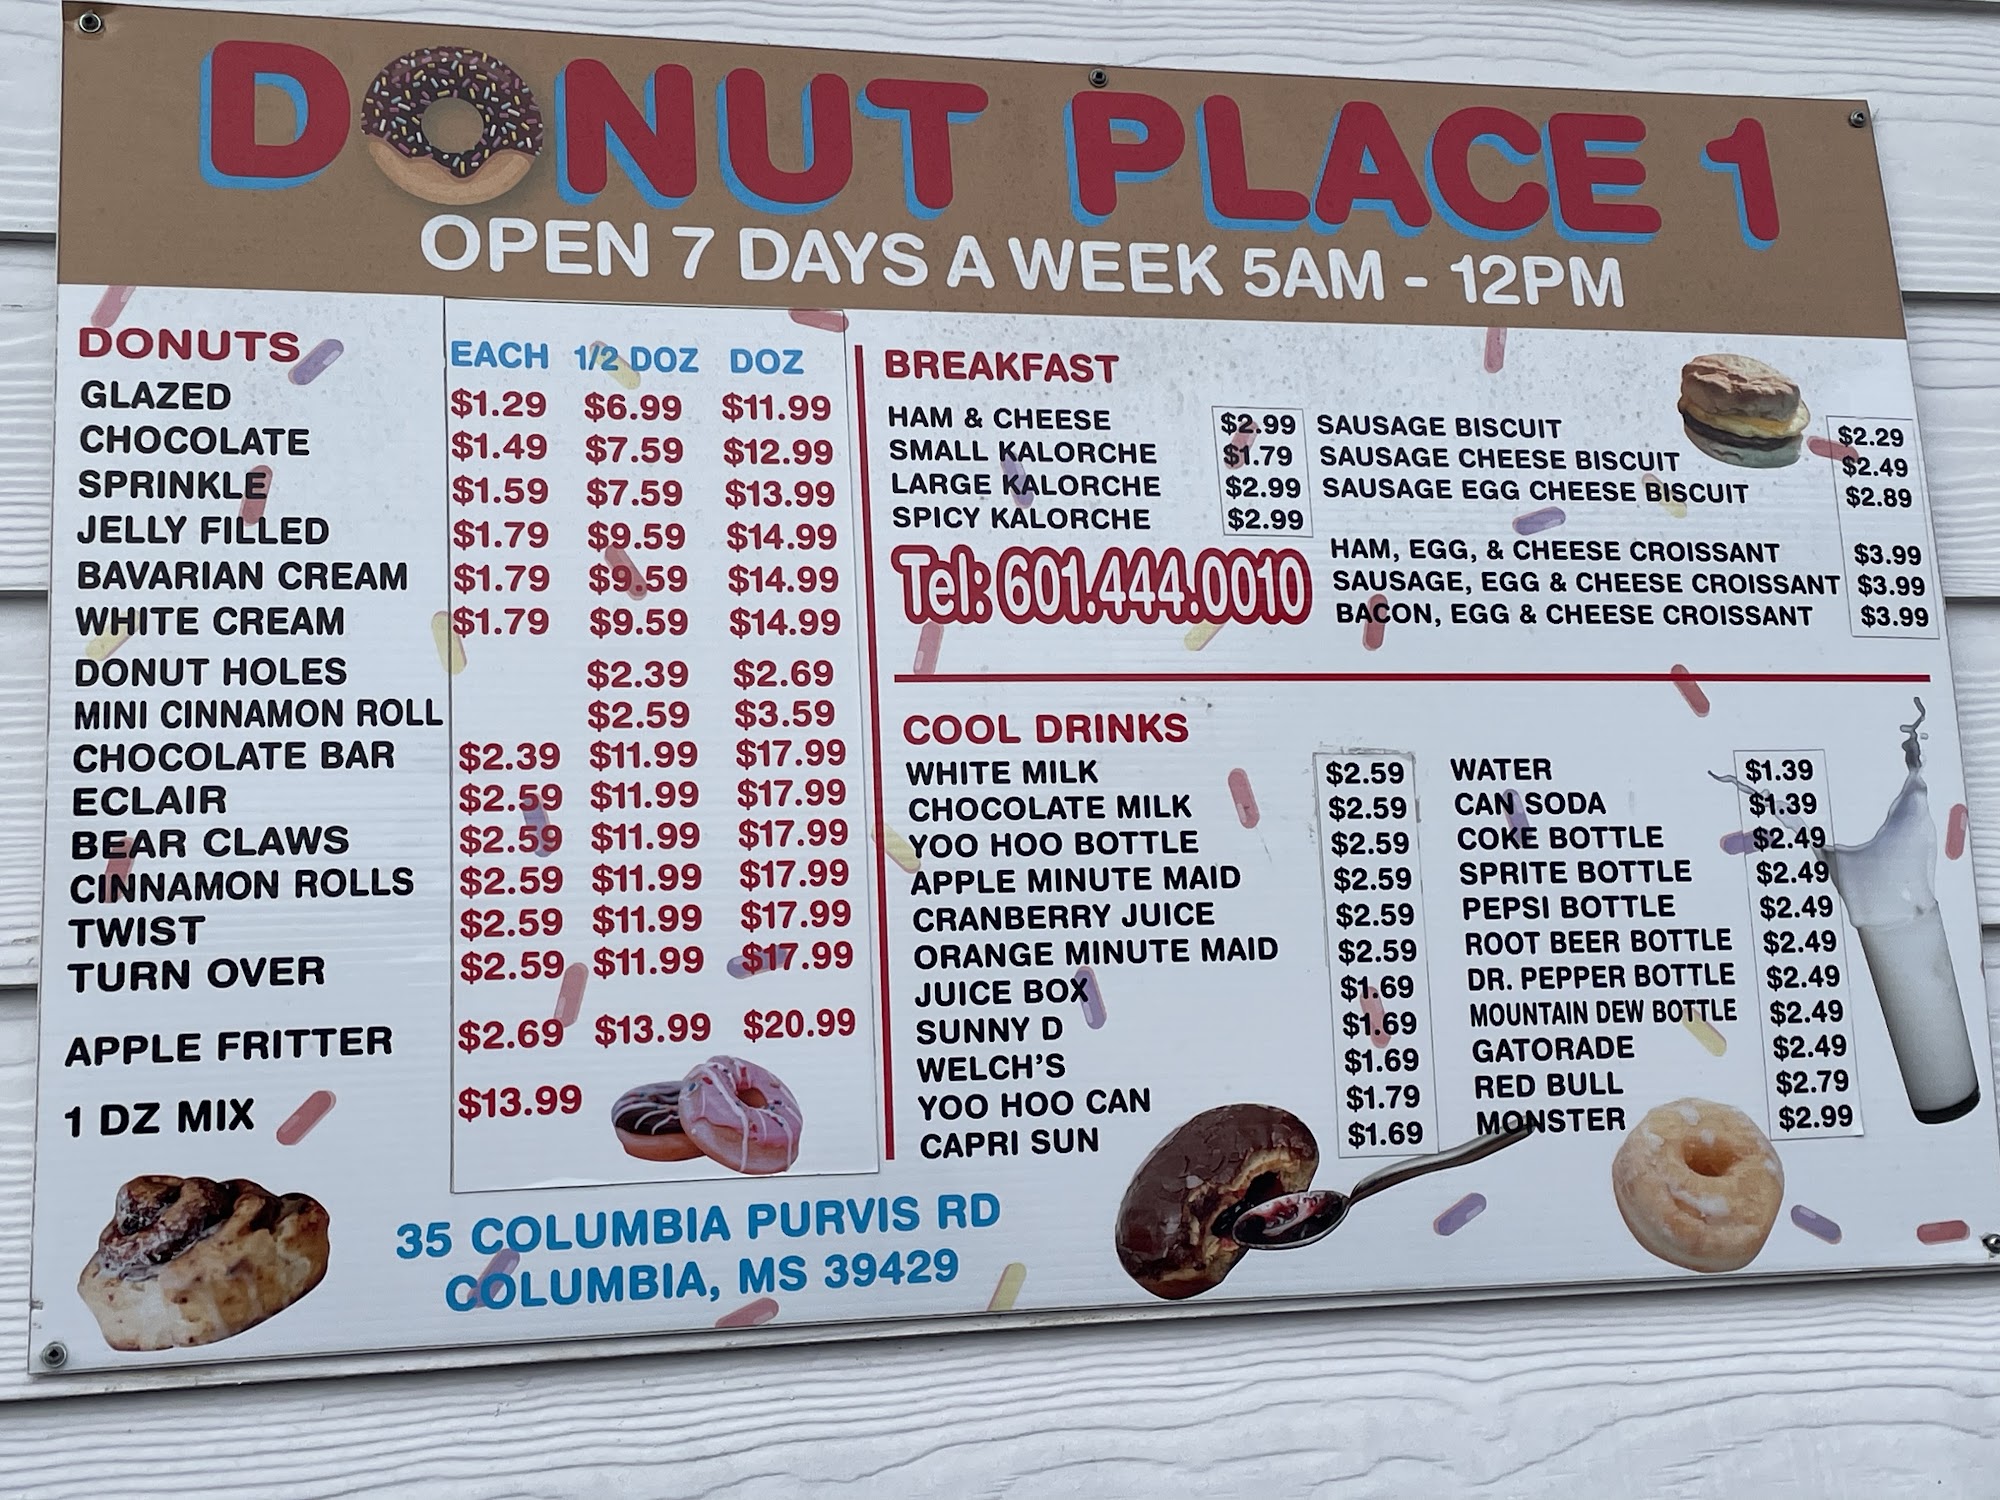 DONUT PLACE 1
OPEN 7 DAYS A WEEK 5AM - 12PM
DONUTS EACH 1/2 DOZ DOZ
GLAZED $1.29 $6.99 $11.99
CHOCOLATE $1.49 $7.59 $12.99
SPRINKLE $1.59 $7.59 $13.99
JELLY FILLED $1.79 $9.59 $14.99
BAVARIAN CREAM $1.79 $9.59 $14.99
WHITE CREAM $1.79 $9.59 $14.99
DONUT HOLES $2.39 $2.69
MINI CINNAMON ROLL $2.59 $3.59
CHOCOLATE BAR $2.39 $11.99 $17.99
ECLAIR $2.59 $11.99 $17.99
BEAR CLAWS $2.59 $11.99 $17.99
CINNAMON ROLLS $2.59 $11.99 $17.99
TWIST $2.59 $11.99 $17.99
TURN OVER $2.59 $11.99 $17.99
APPLE FRITTER $2.69 $13.99 $20.99
1 DZ MIX $13.99
BREAKFAST
HAM & CHEESE $2.99
SMALL KALORCHE $1.79
LARGE KALORCHE $2.99
SPICY KALORCHE $2.99
Tel: 601.444.0010
SAUSAGE BISCUIT $2.29
SAUSAGE CHEESE BISCUIT $2.49
SAUSAGE EGG CHEESE BISCUIT $2.89
HAM, EGG, & CHEESE CROISSANT $3.99
SAUSAGE, EGG & CHEESE CROISSANT $3.99
BACON, EGG & CHEESE CROISSANT $3.99
COOL DRINKS
WHITE MILK $2.59
CHOCOLATE MILK $2.59
YOO HOO BOTTLE $2.59
APPLE MINUTE MAID $2.59
CRANBERRY JUICE $2.59
ORANGE MINUTE MAID $2.59
JUICE BOX $1.69
SUNNY D $1.69
WELCH'S $1.69
YOO HOO CAN $1.79
CAPRI SUN $1.69
WATER $1.39
CAN SODA $1.39
COKE BOTTLE $2.49
SPRITE BOTTLE $2.49
PEPSI BOTTLE $2.49
ROOT BEER BOTTLE $2.49
DR. PEPPER BOTTLE $2.49
MOUNTAIN DEW BOTTLE $2.49
GATORADE $2.49
RED BULL $2.79
MONSTER $2.99
35 COLUMBIA PURVIS RD
COLUMBIA, MS 39429